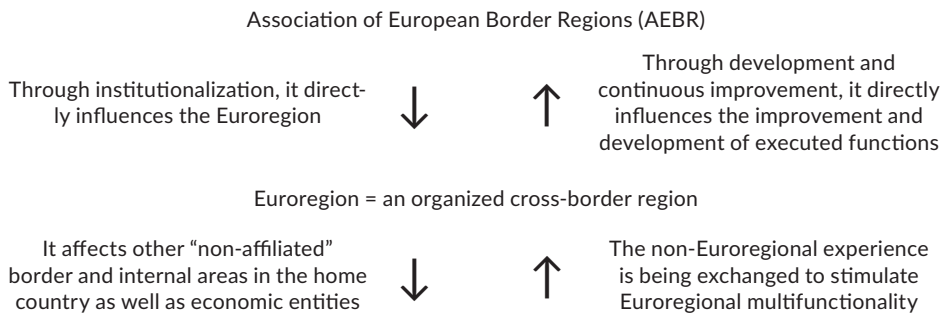 Association of European Border Regions (AEBR)
Through institutionalization, it direct-
ly influences the Euroregion
Through development and
continuous improvement, it directly
influences the improvement and
development of executed functions
Euroregion = an organized cross-border region
It affects other “non-affiliated”
border and internal areas in the home
country as well as economic entities
The non-Euroregional experience
is being exchanged to stimulate
Euroregional multifunctionality